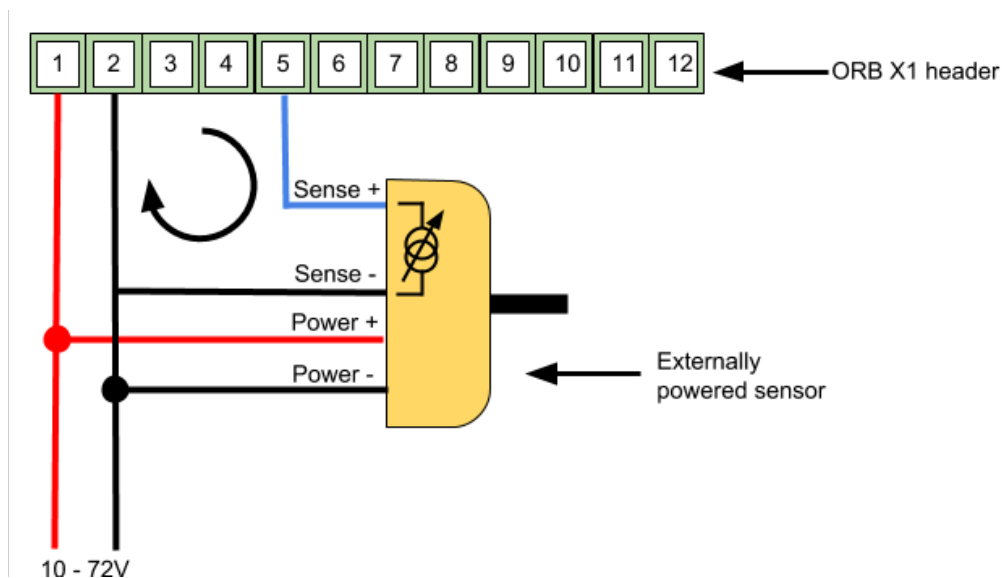 1 2 3 4 5 6 7 8 9 10 11 12
ORB X1 header
Sense +
Sense -
Power +
Power -
Externally
powered sensor
10 - 72V